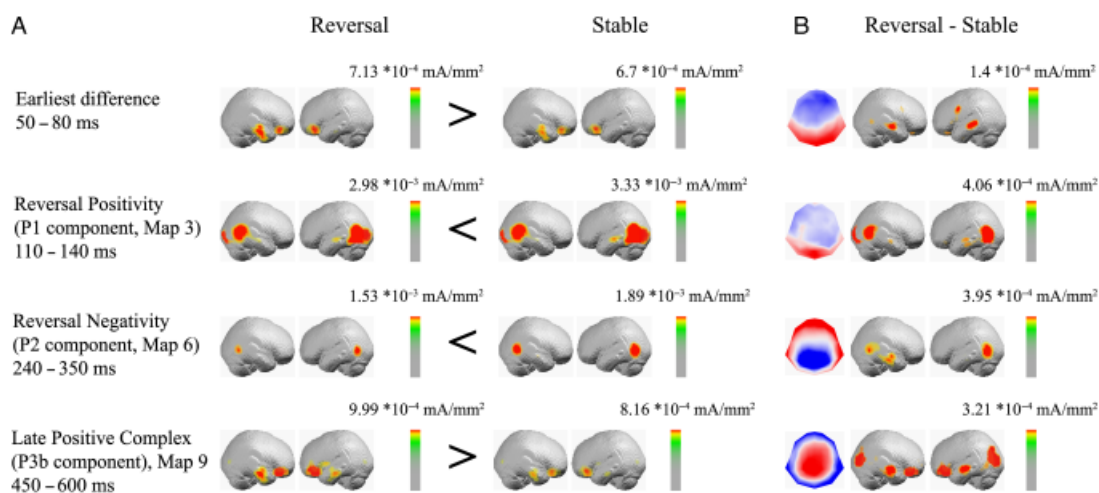 A Reversal Stable B Reversal - Stable
7.13 *10⁻⁴ mA/mm² 6.7 *10⁻⁴ mA/mm² 1.4 *10⁻⁴ mA/mm²
Earliest difference
50 – 80 ms
>
2.98 *10⁻³ mA/mm² 3.33 *10⁻³ mA/mm² 4.06 *10⁻⁴ mA/mm²
Reversal Positivity
(P1 component, Map 3)
110 – 140 ms
<
1.53 *10⁻³ mA/mm² 1.89 *10⁻³ mA/mm² 3.95 *10⁻⁴ mA/mm²
Reversal Negativity
(P2 component, Map 6)
240 – 350 ms
<
9.99 *10⁻⁴ mA/mm² 8.16 *10⁻⁴ mA/mm² 3.21 *10⁻⁴ mA/mm²
Late Positive Complex
(P3b component), Map 9
450 – 600 ms
>